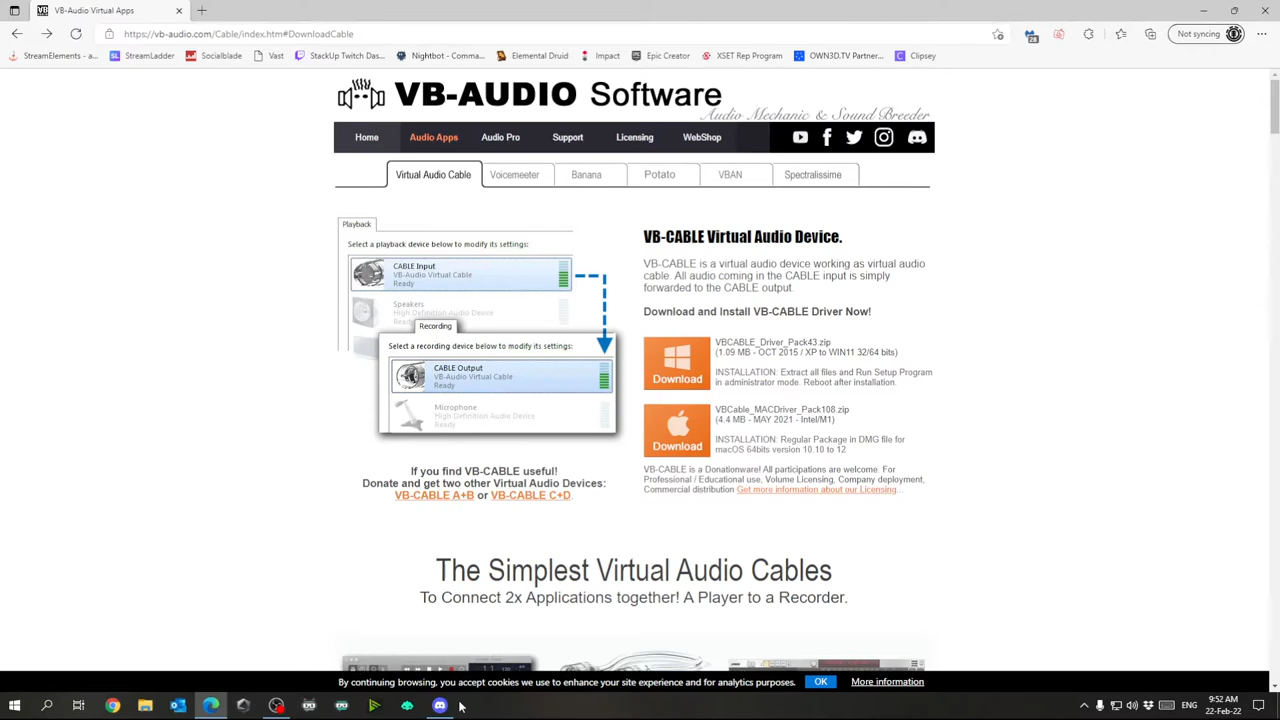 VB-Audio Virtual Apps
https://vb-audio.com/Cable/index.htm#DownloadCable
Not syncing
StreamElements - a...
StreamLadder
Socialblade
Vast
StackUp Twitch Dash...
Nightbot - Comma...
Elemental Druid
Impact
Epic Creator
XSET Rep Program
OWN3D.TV Partner...
Clipsey
VB-AUDIO Software
Audio Mechanic & Sound Breeder
Home
Audio Apps
Audio Pro
Support
Licensing
WebShop
Virtual Audio Cable
Voicemeeter
Banana
Potato
VBAN
Spectralissime
Playback
Select a playback device below to modify its settings:
CABLE Input
VB-Audio Virtual Cable
Ready
Speakers
High Definition Audio Device
Recording
Select a recording device below to modify its settings:
CABLE Output
VB-Audio Virtual Cable
Ready
Microphone
High Definition Audio Device
Ready
If you find VB-CABLE useful!
Donate and get two other Virtual Audio Devices:
VB-CABLE A+B or VB-CABLE C+D.
VB-CABLE Virtual Audio Device.
VB-CABLE is a virtual audio device working as virtual audio
cable. All audio coming in the CABLE input is simply
forwarded to the CABLE output.
Download and Install VB-CABLE Driver Now!
Download
VBCABLE_Driver_Pack43.zip
(1.09 MB - OCT 2015 / XP to WIN11 32/64 bits)
INSTALLATION: Extract all files and Run Setup Program
in administrator mode. Reboot after installation.
Download
VBCable_MACDriver_Pack108.zip
(4.4 MB - MAY 2021 - Intel/M1)
INSTALLATION: Regular Package in DMG file for
macOS 64bits version 10.10 to 12
VB-CABLE is a Donationware! All participations are welcome. For
Professional / Educational use, Volume Licensing, Company deployment,
Commercial distribution Get more information about our Licensing...
The Simplest Virtual Audio Cables
To Connect 2x Applications together! A Player to a Recorder.
By continuing browsing, you accept cookies we use to enhance your site experience and for analytics purposes.
OK
More information
ENG
9:52 AM
22-Feb-22